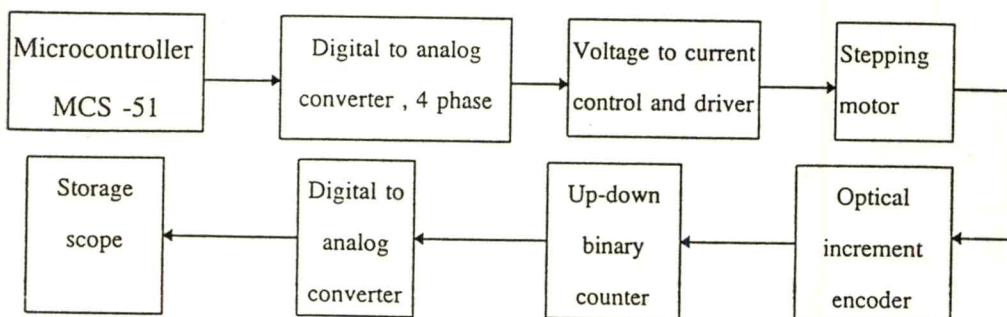 Microcontroller
MCS -51
Digital to analog
converter , 4 phase
Voltage to current
control and driver
Stepping
motor
Storage
scope
Digital to
analog
converter
Up-down
binary
counter
Optical
increment
encoder